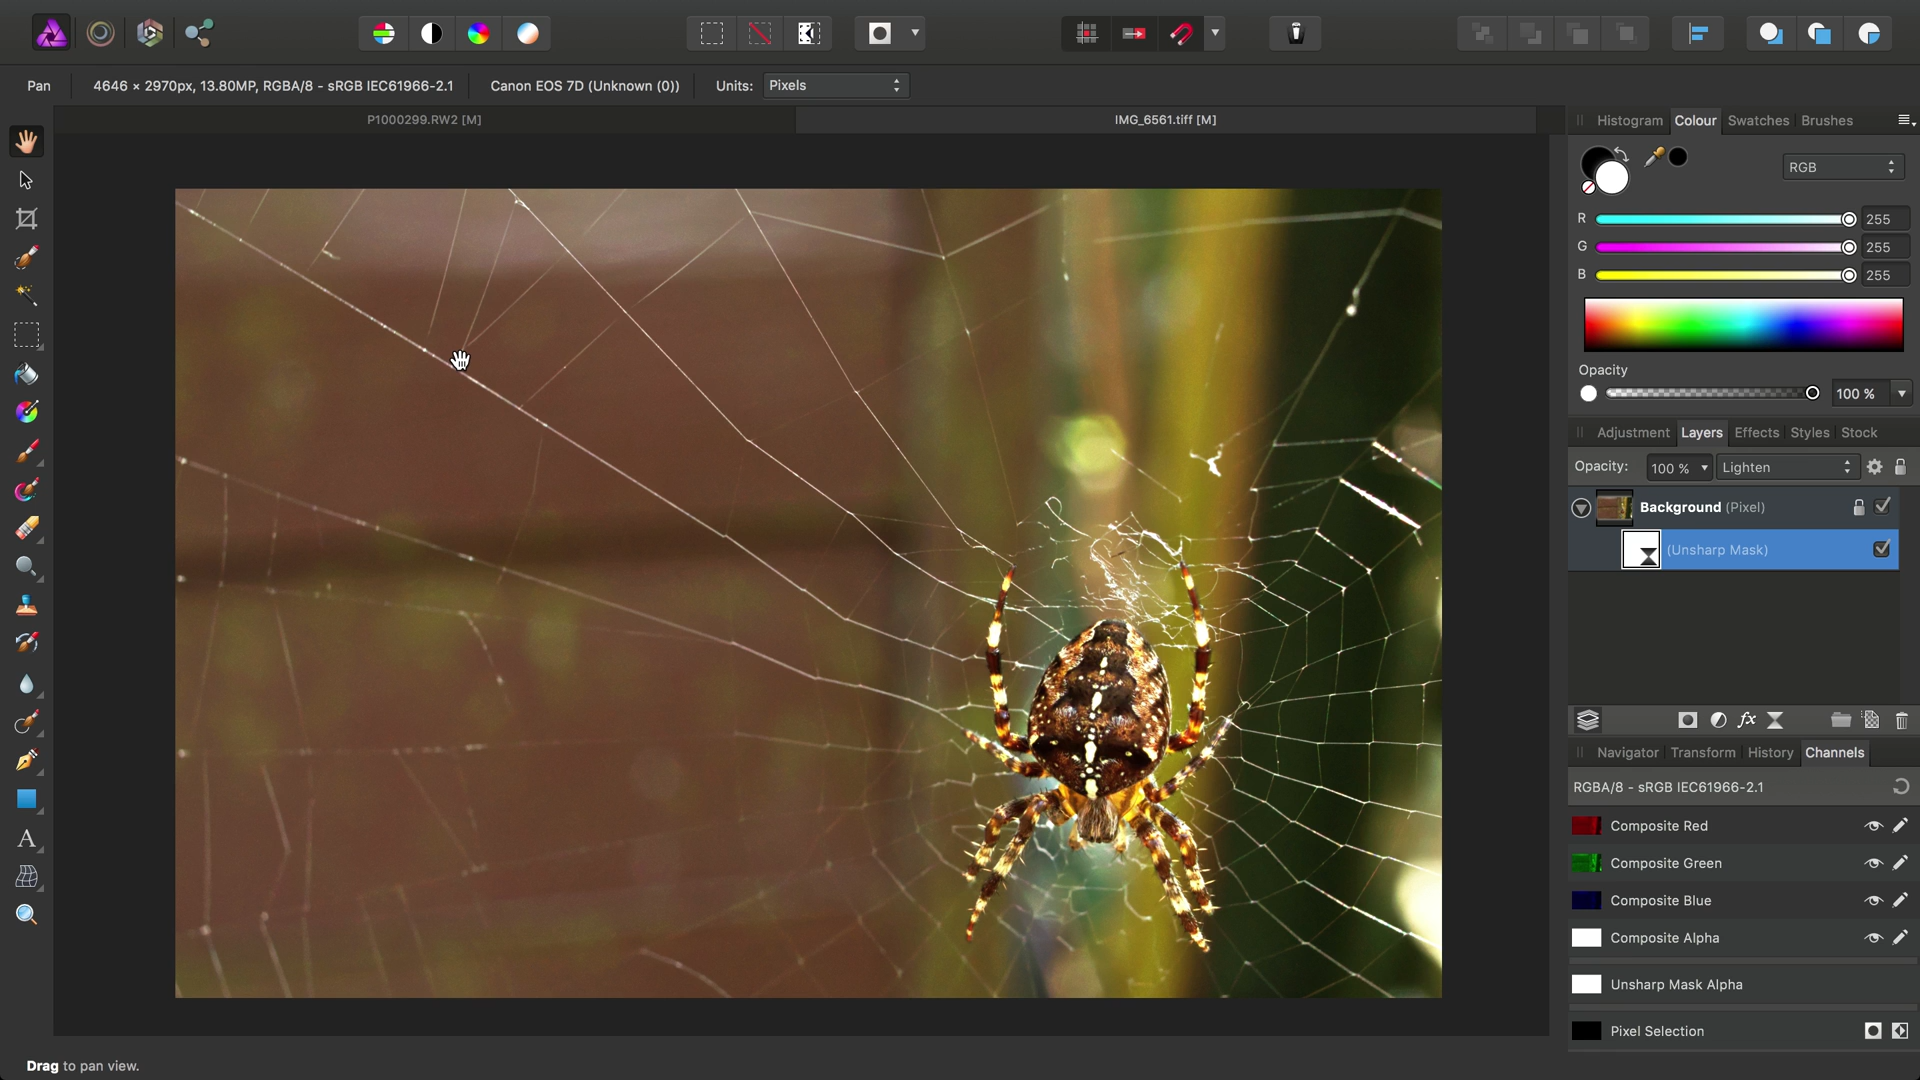 Pan
4646 × 2970px, 13.80MP, RGBA/8 - sRGB IEC61966-2.1
Canon EOS 7D (Unknown (0))
Units:
Pixels
P1000299.RW2 [M]
IMG_6561.tiff [M]
Histogram
Colour
Swatches
Brushes
RGB
R
255
G
255
B
255
Opacity
100 %
Adjustment
Layers
Effects
Styles
Stock
Opacity:
100 %
Lighten
Background (Pixel)
(Unsharp Mask)
fx
Navigator
Transform
History
Channels
RGBA/8 - sRGB IEC61966-2.1
Composite Red
Composite Green
Composite Blue
Composite Alpha
Unsharp Mask Alpha
Pixel Selection
A
Drag to pan view.